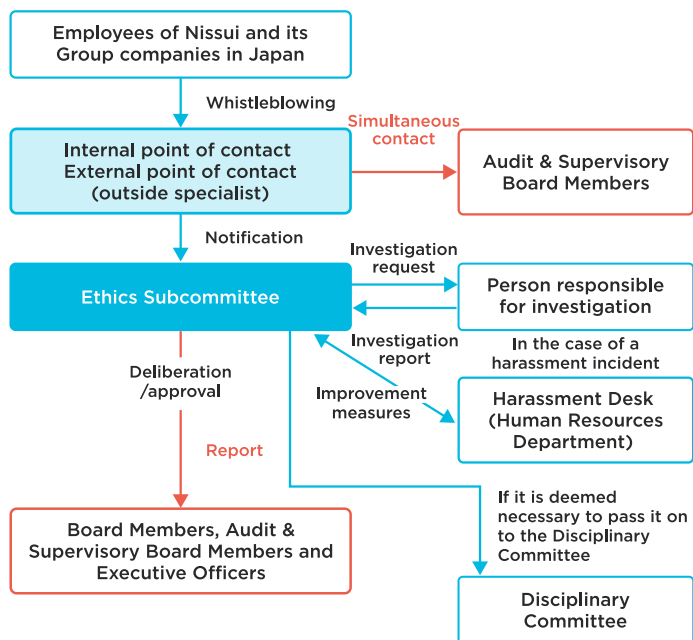 Employees of Nissui and its
Group companies in Japan
Whistleblowing
Simultaneous
contact
Internal point of contact
External point of contact
(outside specialist)
Audit & Supervisory
Board Members
Notification
Investigation
request
Ethics Subcommittee
Person responsible
for investigation
Investigation
report
In the case of a
harassment incident
Deliberation
/approval
Improvement
measures
Harassment Desk
(Human Resources
Department)
Report
If it is deemed
necessary to pass it on
to the Disciplinary
Committee
Board Members, Audit &
Supervisory Board Members and
Executive Officers
Disciplinary
Committee